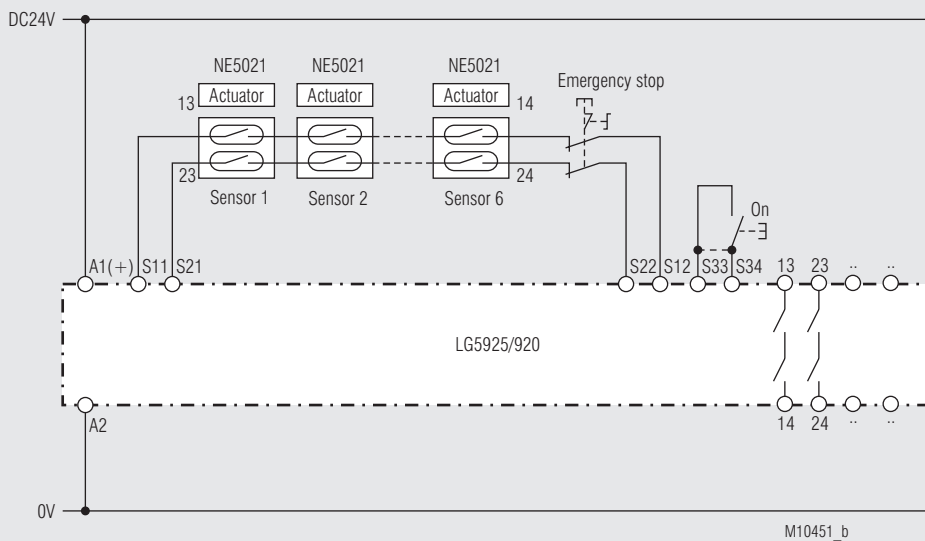 DC24V
NE5021 NE5021 NE5021
Emergency stop
13 Actuator Actuator Actuator 14
23 24
Sensor 1 Sensor 2 Sensor 6
On
A1(+) S11 S21 S22 S12 S33 S34 13 23 .. ..
LG5925/920
A2 14 24 .. ..
0V
M10451_b